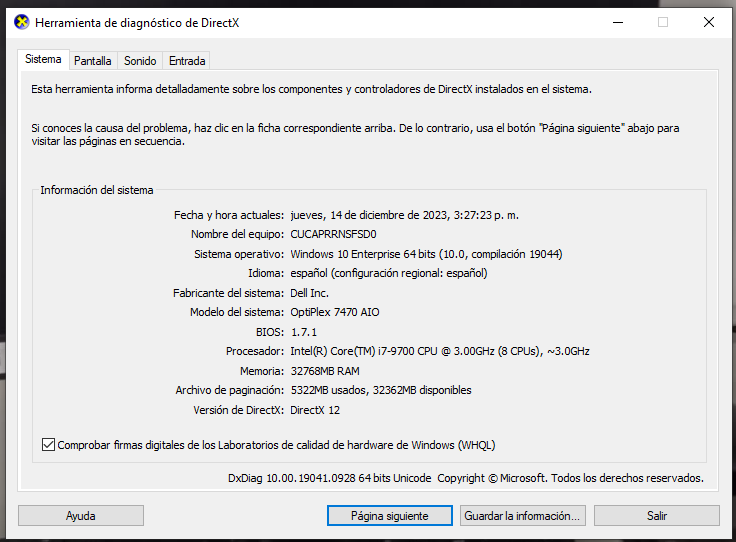 Herramienta de diagnóstico de DirectX
Sistema Pantalla Sonido Entrada
Esta herramienta informa detalladamente sobre los componentes y controladores de DirectX instalados en el sistema.
Si conoces la causa del problema, haz clic en la ficha correspondiente arriba. De lo contrario, usa el botón "Página siguiente" abajo para
visitar las páginas en secuencia.
Información del sistema
Fecha y hora actuales: jueves, 14 de diciembre de 2023, 3:27:23 p. m.
Nombre del equipo: CUCAPRRNSFSD0
Sistema operativo: Windows 10 Enterprise 64 bits (10.0, compilación 19044)
Idioma: español (configuración regional: español)
Fabricante del sistema: Dell Inc.
Modelo del sistema: OptiPlex 7470 AIO
BIOS: 1.7.1
Procesador: Intel(R) Core(TM) i7-9700 CPU @ 3.00GHz (8 CPUs), ~3.0GHz
Memoria: 32768MB RAM
Archivo de paginación: 5322MB usados, 32362MB disponibles
Versión de DirectX: DirectX 12
Comprobar firmas digitales de los Laboratorios de calidad de hardware de Windows (WHQL)
DxDiag 10.00.19041.0928 64 bits Unicode Copyright © Microsoft. Todos los derechos reservados.
Ayuda Página siguiente Guardar la información... Salir